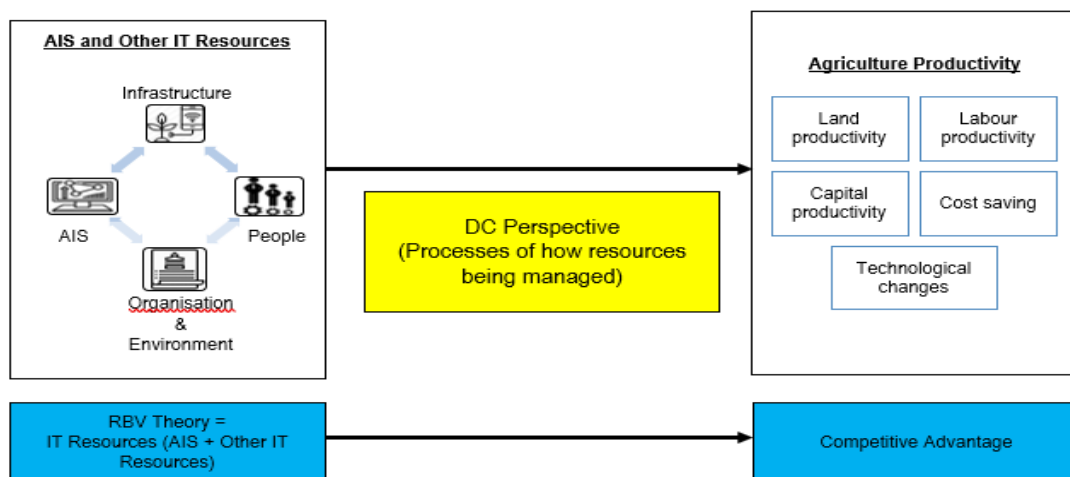 AIS and Other IT Resources
Infrastructure
AIS
People
Organisation
&
Environment
DC Perspective
(Processes of how resources
being managed)
Agriculture Productivity
Land
productivity
Labour
productivity
Capital
productivity
Cost saving
Technological
changes
RBV Theory =
IT Resources (AIS + Other IT
Resources)
Competitive Advantage